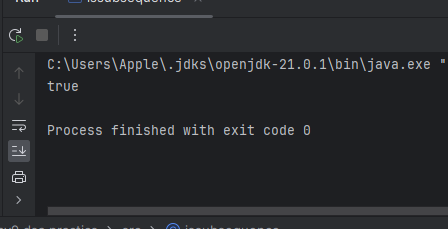 C:\Users\Apple\.jdks\openjdk-21.0.1\bin\java.exe "
true
Process finished with exit code 0